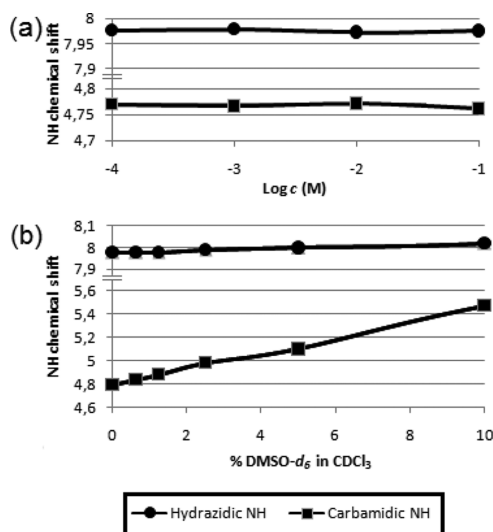 (a)
NH chemical shift
8
7,95
7,9
4,8
4,75
4,7
-4 -3 -2 -1
Log c (M)
(b)
NH chemical shift
8,1
8
7,9
5,6
5,4
5,2
5
4,8
4,6
0 2 4 6 8 10
% DMSO-d6 in CDCl3
Hydrazidic NH Carbamidic NH